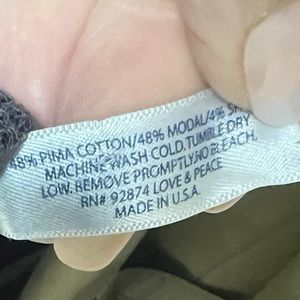 48% PIMA COTTON/48% MODAL/4%
MACHINE WASH COLD.TUMBLE DRY
LOW.REMOVE PROMPTLY.NO BLEACH.
RN# 92874 LOVE & PEACE
MADE IN U.S.A.